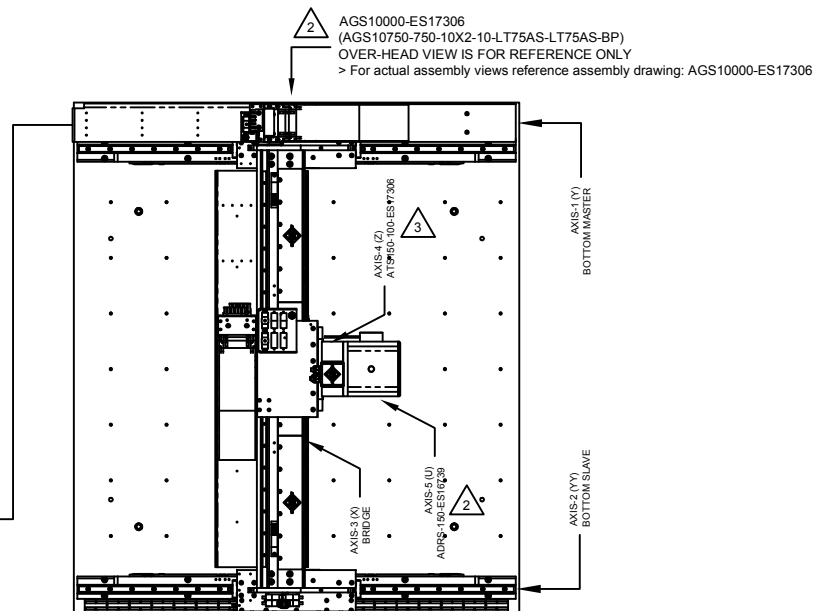 2
AGS10000-ES17306
(AGS10750-750-10X2-10-LT75AS-LT75AS-BP)
OVER-HEAD VIEW IS FOR REFERENCE ONLY
> For actual assembly views reference assembly drawing: AGS10000-ES17306
AXIS-1 (Y)
BOTTOM MASTER
AXIS-4 (Z)
ATS150-100-ES17306
3
AXIS-3 (X)
BRIDGE
AXIS-5 (U)
ADRS-150-ES16739
2
AXIS-2 (YY)
BOTTOM SLAVE